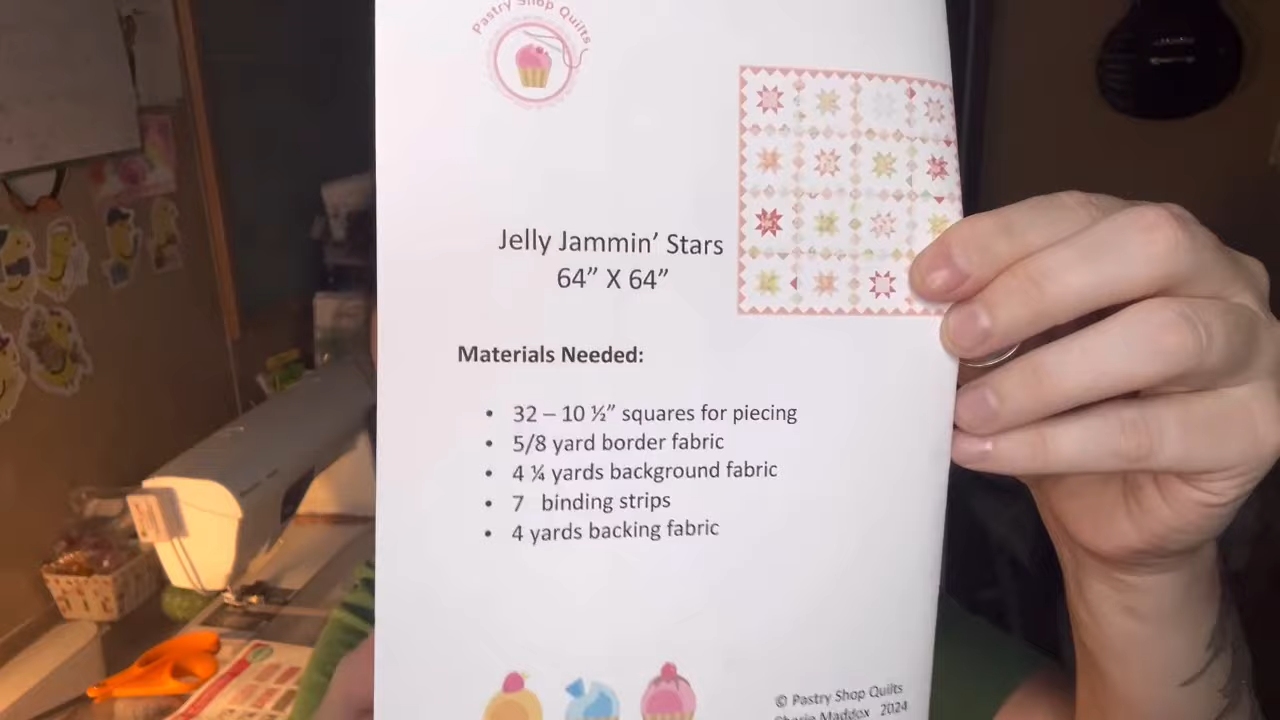 Pastry Shop Quilts
Jelly Jammin’ Stars
64” X 64”
Materials Needed:
• 32 – 10 ½” squares for piecing
• 5/8 yard border fabric
• 4 ¼ yards background fabric
• 7 binding strips
• 4 yards backing fabric
© Pastry Shop Quilts
Cherie Maddox 2024